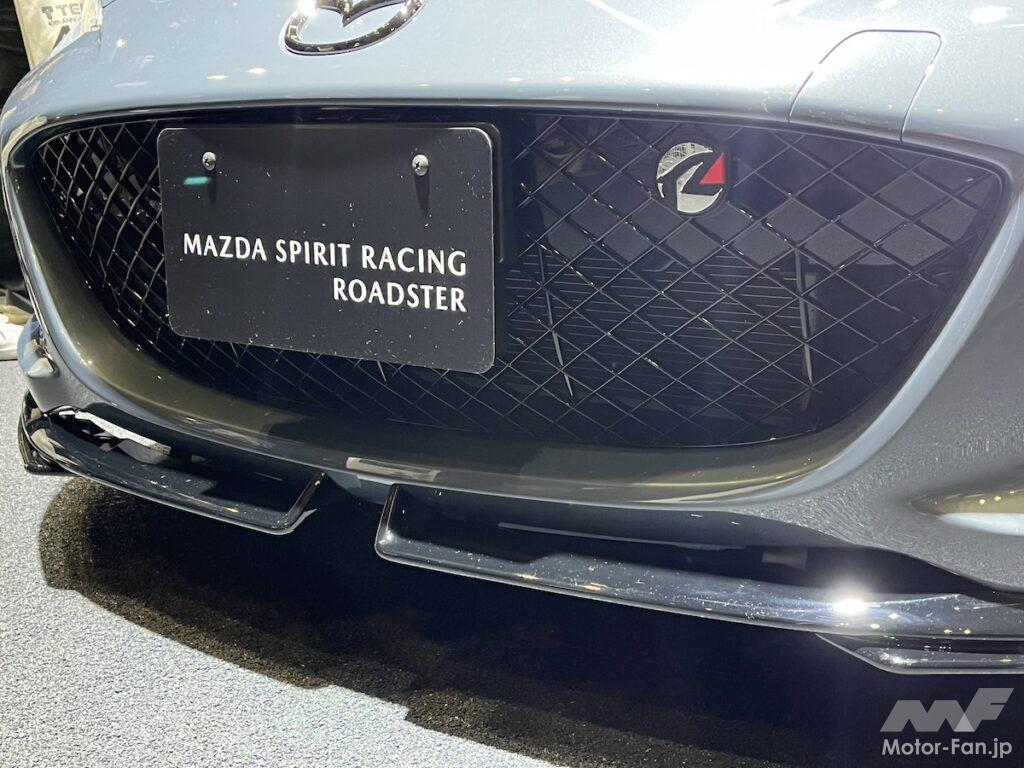 MAZDA SPIRIT RACING
ROADSTER
Motor-Fan.jp